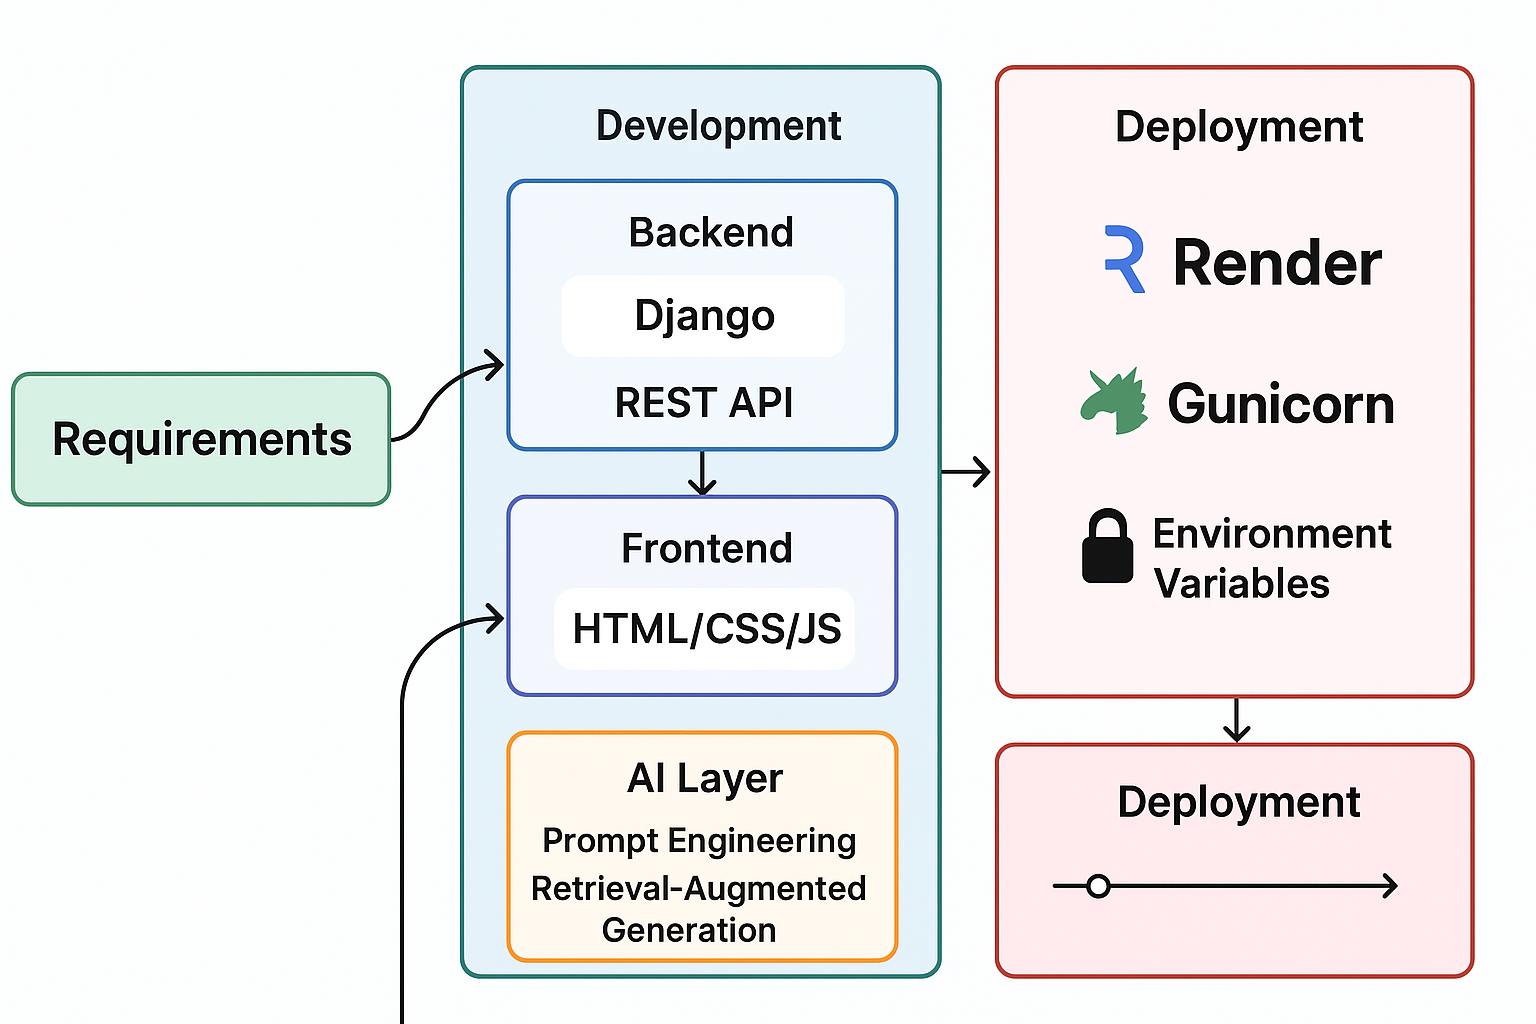 Requirements
Development
Backend
Django
REST API
Frontend
HTML/CSS/JS
AI Layer
Prompt Engineering
Retrieval-Augmented
Generation
Deployment
Render
Gunicorn
Environment
Variables
Deployment